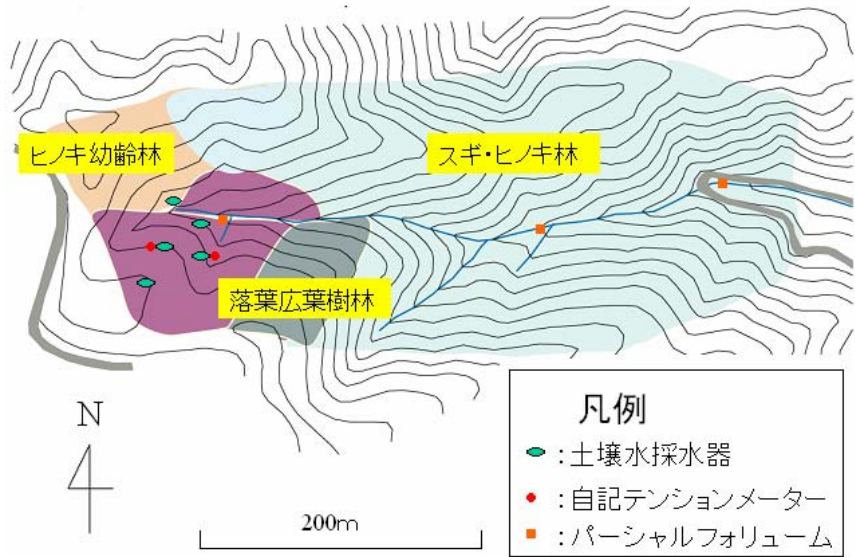 ヒノキ幼齢林
スギ・ヒノキ林
落葉広葉樹林
N
200m
凡例
：土壌水採水器
：自記テンションメーター
：パーシャルフォリューム